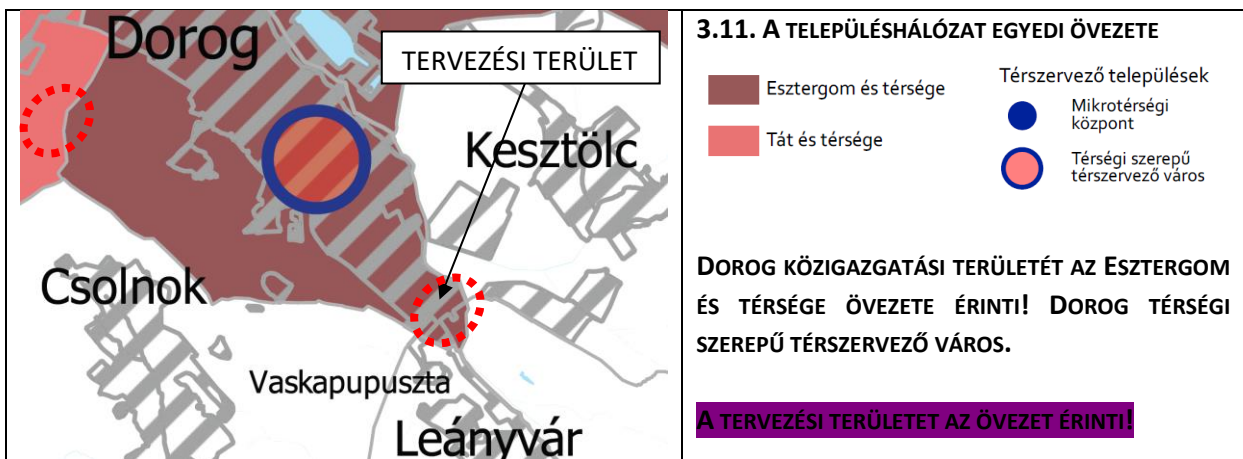 Dorog
TERVEZÉSI TERÜLET
Kesztölc
Csolnok
Vaskapupuszta
Leányvár
3.11. A TELEPÜLÉSHÁLÓZAT EGYEDI ÖVEZETE
Esztergom és térsége
Tát és térsége
Térszervező települések
Mikrotérségi
központ
Térségi szerepű
térszervező város
DOROG KÖZIGAZGATÁSI TERÜLETÉT AZ ESZTERGOM
ÉS TÉRSÉGE ÖVEZETE ÉRINTI! DOROG TÉRSÉGI
SZEREPŰ TÉRSZERVEZŐ VÁROS.
A TERVEZÉSI TERÜLETET AZ ÖVEZET ÉRINTI!